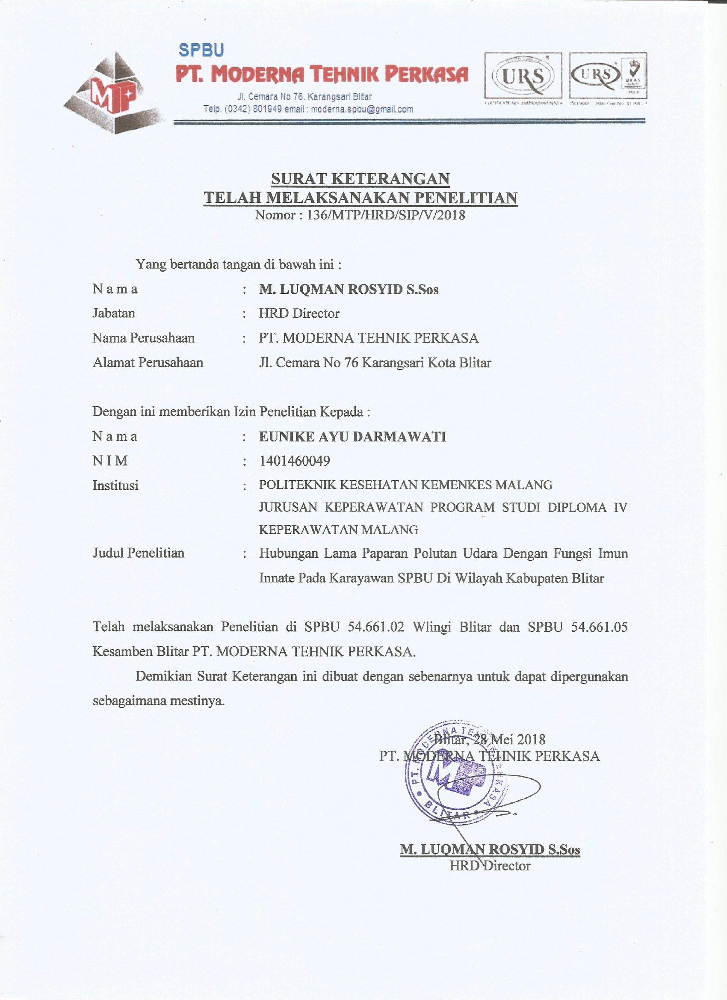 SPBU
PT. MODERNA TEHNIK PERKASA
Jl. Cemara No 76. Karangsari Blitar
Telp. (0342) 801949 email : moderna.spbu@gmail.com
MP
URS
URS
UKAS
QUALITY
MANAGEMENT
SURAT KETERANGAN
TELAH MELAKSANAKAN PENELITIAN
Nomor : 136/MTP/HRD/SIP/V/2018
Yang bertanda tangan di bawah ini :
N a m a : M. LUQMAN ROSYID S.Sos
Jabatan : HRD Director
Nama Perusahaan : PT. MODERNA TEHNIK PERKASA
Alamat Perusahaan Jl. Cemara No 76 Karangsari Kota Blitar
Dengan ini memberikan Izin Penelitian Kepada :
N a m a : EUNIKE AYU DARMAWATI
N I M : 1401460049
Institusi : POLITEKNIK KESEHATAN KEMENKES MALANG
JURUSAN KEPERAWATAN PROGRAM STUDI DIPLOMA IV
KEPERAWATAN MALANG
Judul Penelitian : Hubungan Lama Paparan Polutan Udara Dengan Fungsi Imun
Innate Pada Karayawan SPBU Di Wilayah Kabupaten Blitar
Telah melaksanakan Penelitian di SPBU 54.661.02 Wlingi Blitar dan SPBU 54.661.05
Kesamben Blitar PT. MODERNA TEHNIK PERKASA.
Demikian Surat Keterangan ini dibuat dengan sebenarnya untuk dapat dipergunakan
sebagaimana mestinya.
Blitar, 28 Mei 2018
PT. MODERNA TEHNIK PERKASA
PT. MODERNA TEHNIK PERKASA
MP
BLITAR
M. LUQMAN ROSYID S.Sos
HRD Director